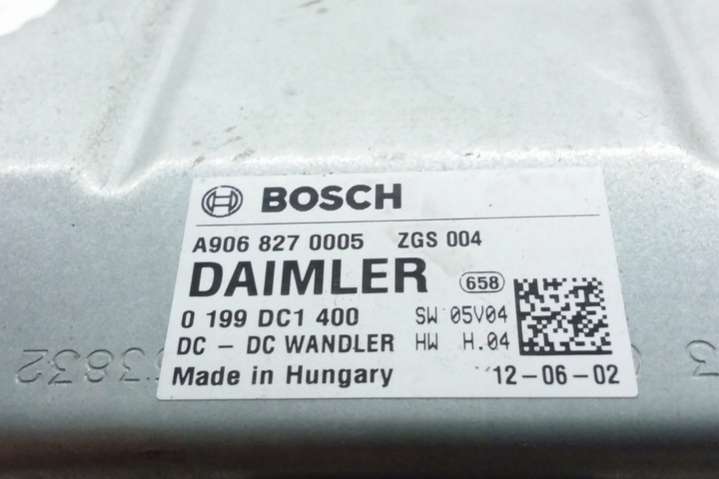 BOSCH
A906 827 0005 ZGS 004
DAIMLER 658
0 199 DC1 400 SW 05V04
DC - DC WANDLER HW H.04
Made in Hungary 12-06-02